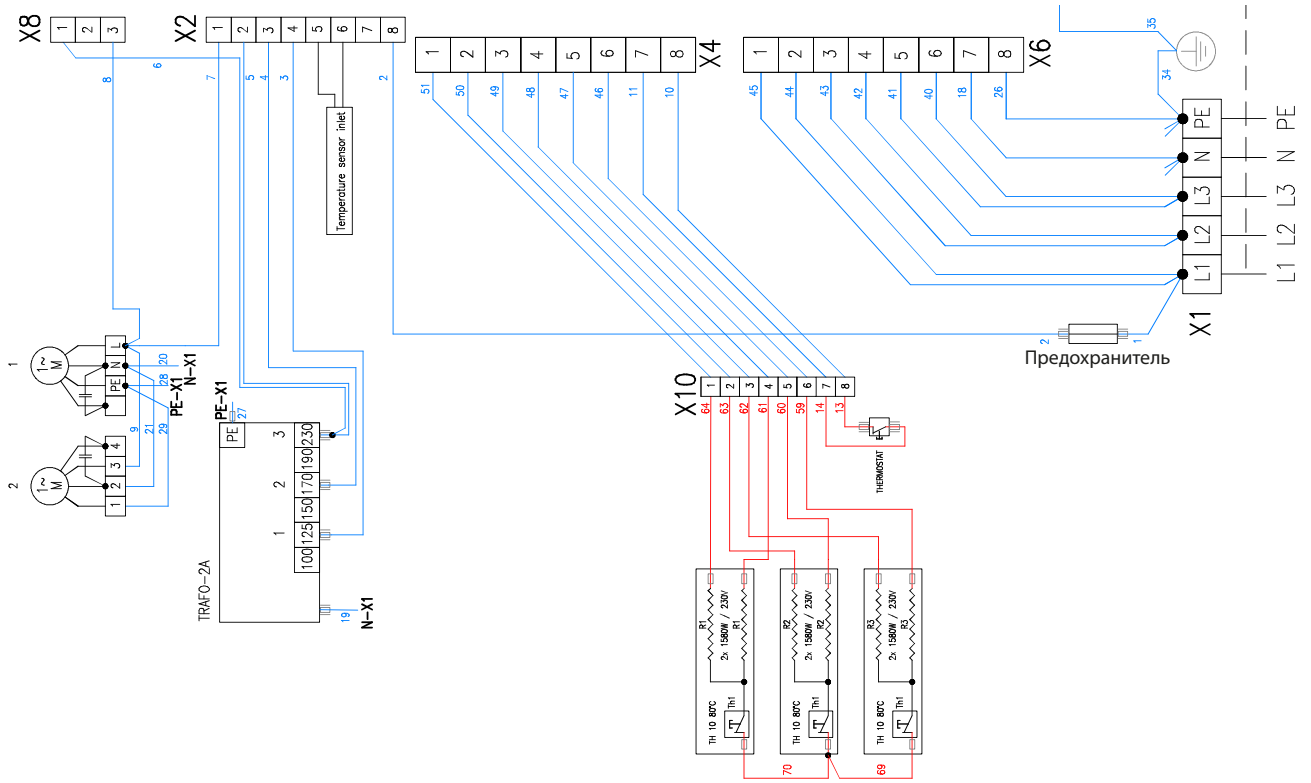 X8
1
2
3
8
6
X2
1
2
3
4
5
6
7
8
7
5
4
3
2
Temperature sensor inlet
X4
1
2
3
4
5
6
7
8
51
50
49
48
47
46
11
10
X6
1
2
3
4
5
6
7
8
45
44
43
42
41
40
18
26
35
34
X1
PE
N
L3
L2
L1
PE
N
L3
L2
L1
2
1
Предохранитель
1
1~
M
L
N
PE
20
28
N-X1
PE-X1
9
21
29
2
1~
M
4
3
2
1
PE-X1
27
PE
TRAFO-2A
3
2
1
230
190
170
150
125
100
19
N-X1
X10
1
2
3
4
5
6
7
8
64
63
62
61
60
59
14
13
THERMOSTAT
R1
R1
2x 1580W / 230V
TH 10 80°C
Th1
R2
R2
2x 1580W / 230V
TH 10 80°C
Th1
R3
R3
2x 1580W / 230V
TH 10 80°C
Th1
70
69